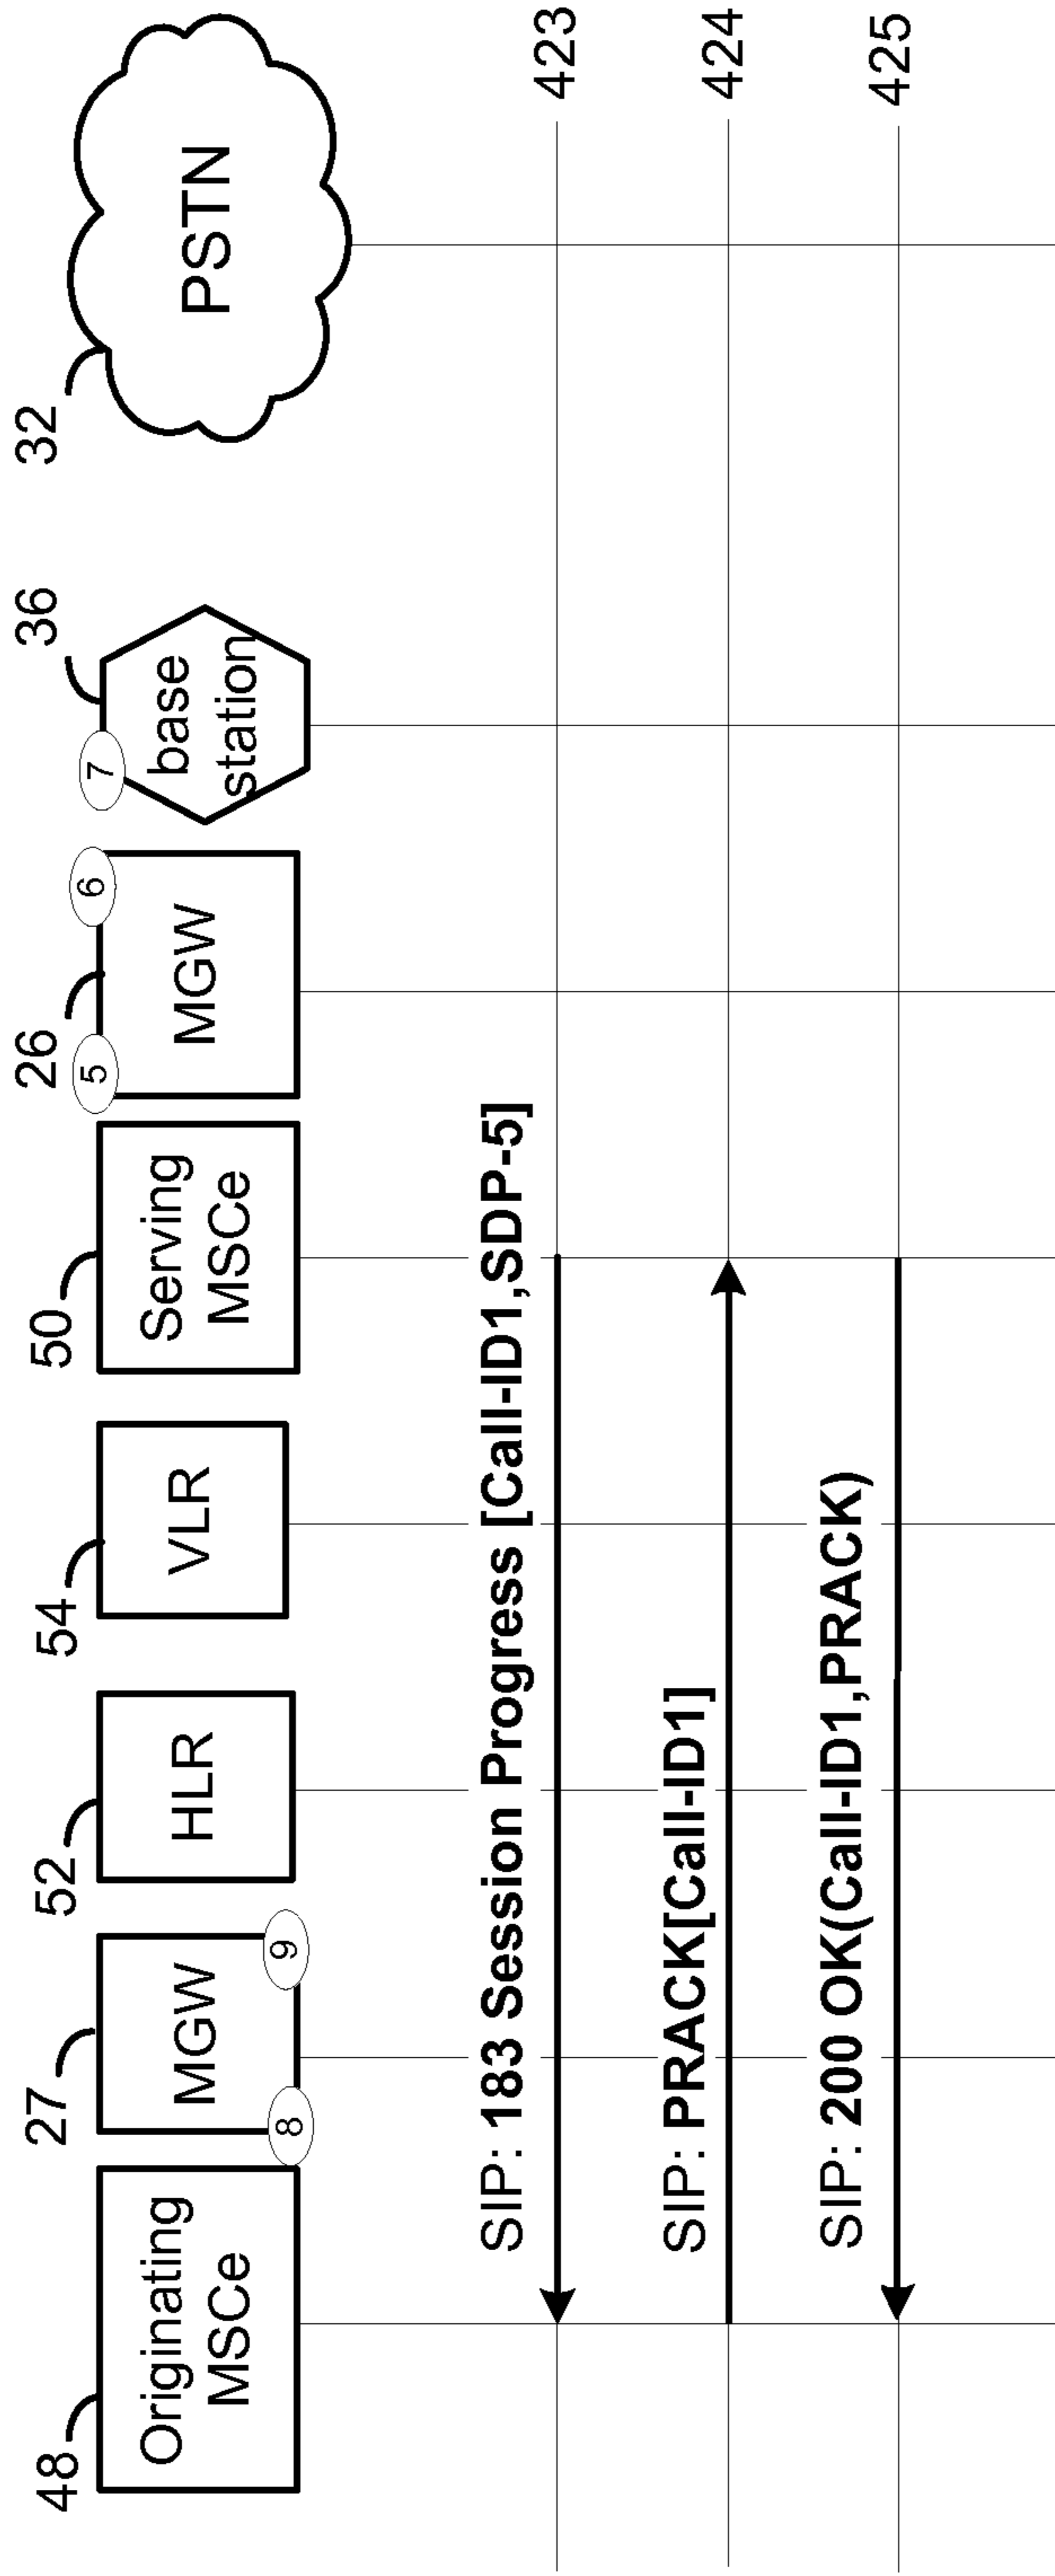 48
27
52
54
50
26
36
32
Originating
MSCe
MGW
HLR
VLR
Serving
MSCe
MGW
base
station
PSTN
8
9
5
6
7
SIP: 183 Session Progress [Call-ID1,SDP-5]
423
SIP: PRACK[Call-ID1]
424
SIP: 200 OK(Call-ID1,PRACK)
425